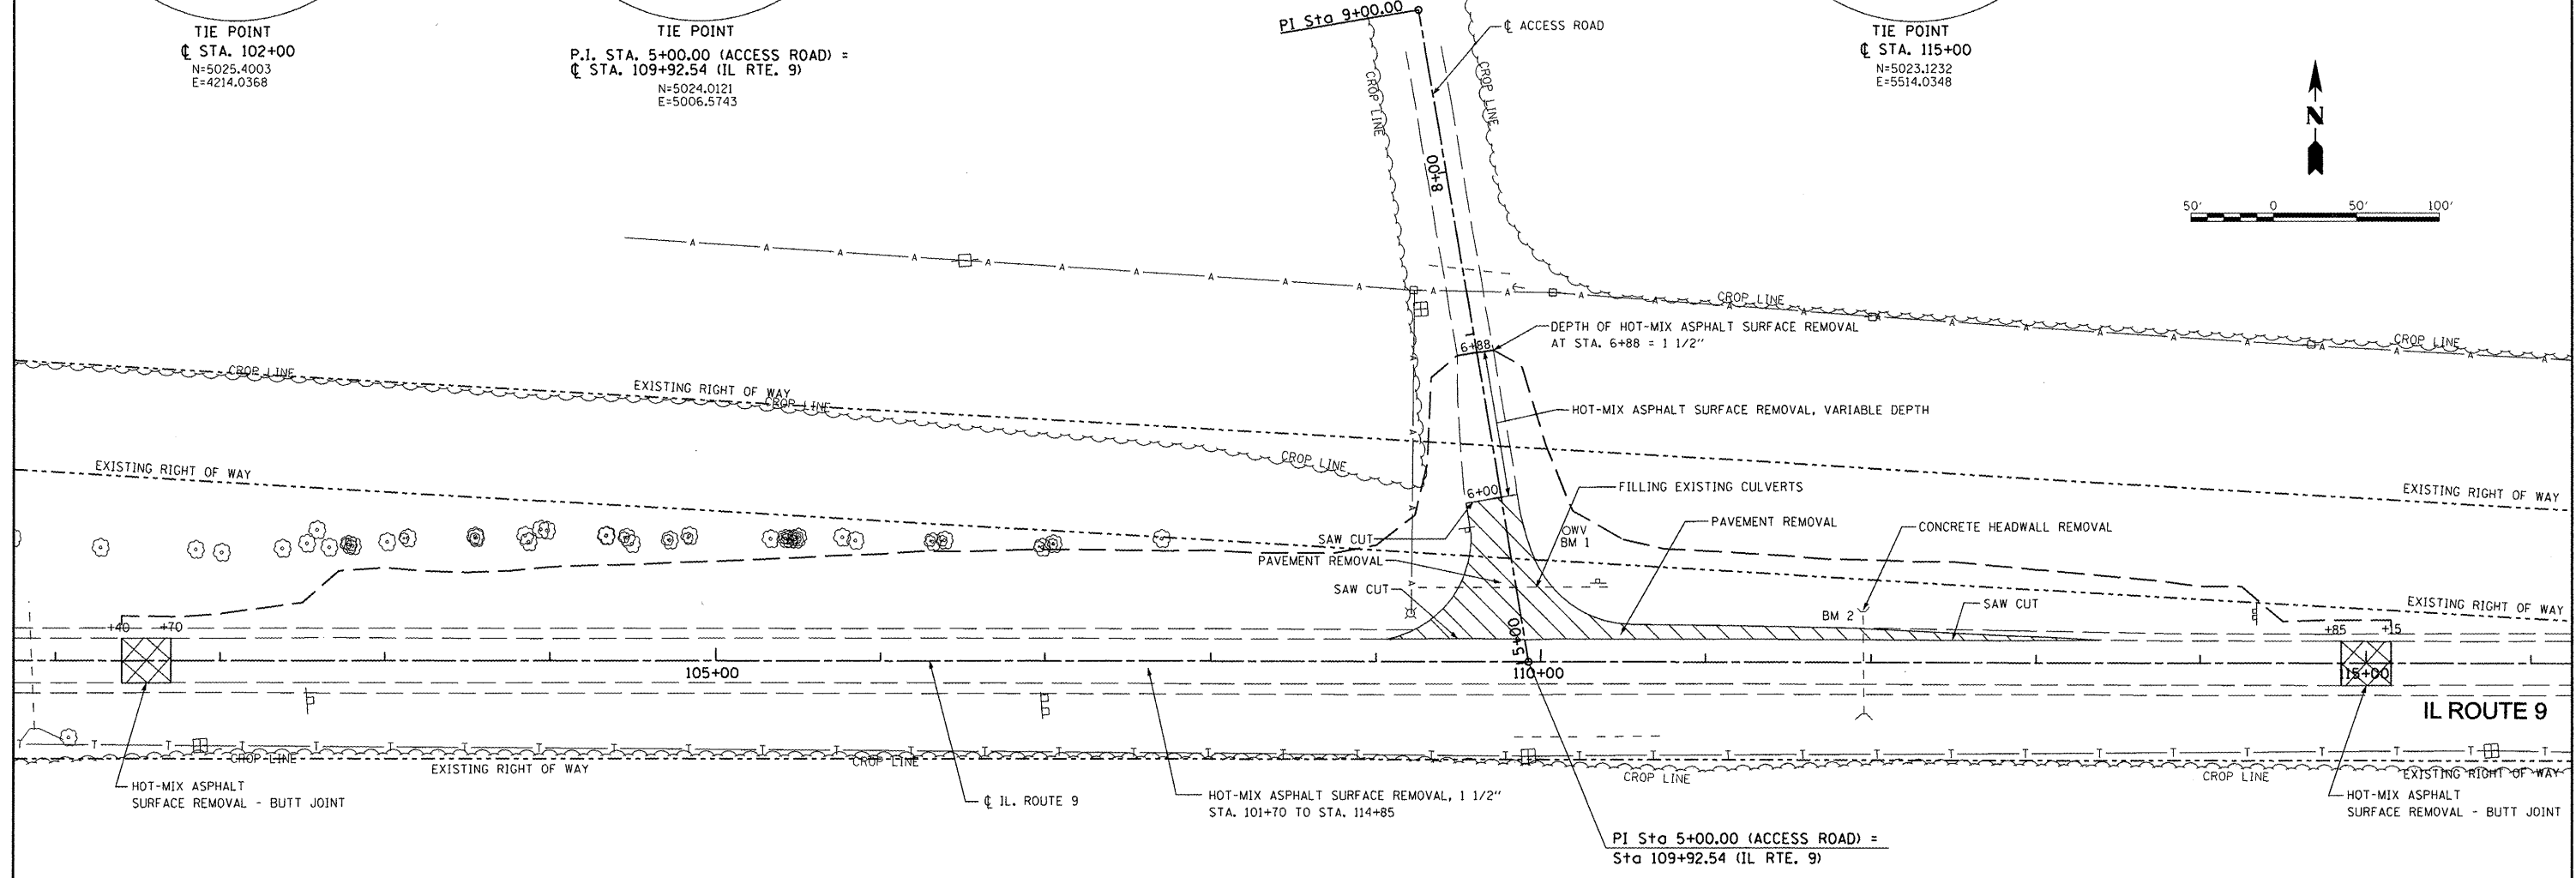 TIE POINT
℄ STA. 102+00
N=5025.4003
E=4214.0368
TIE POINT
P.I. STA. 5+00.00 (ACCESS ROAD) =
℄ STA. 109+92.54 (IL RTE. 9)
N=5024.0121
E=5006.5743
PI Sta 9+00.00
℄ ACCESS ROAD
TIE POINT
℄ STA. 115+00
N=5023.1232
E=5514.0348
CROP LINE
CROP LINE
N
50' 0 50' 100'
8+00
A A A A A A A A A A
A A A A A A A A A A A A A A
CROP LINE
CROP LINE
DEPTH OF HOT-MIX ASPHALT SURFACE REMOVAL
AT STA. 6+88 = 1 1/2"
6+88
CROP LINE
EXISTING RIGHT OF WAY
CROP LINE
HOT-MIX ASPHALT SURFACE REMOVAL, VARIABLE DEPTH
A
A
A
A
CROP LINE
EXISTING RIGHT OF WAY
6+00
FILLING EXISTING CULVERTS
EXISTING RIGHT OF WAY
PAVEMENT REMOVAL
CONCRETE HEADWALL REMOVAL
WV
BM 1
SAW CUT
PAVEMENT REMOVAL
SAW CUT
SAW CUT
BM 2
EXISTING RIGHT OF WAY
+40 +70
5+00
+85 +15
105+00
110+00
115+00
IL ROUTE 9
T T T T T T T T T T T T T T T T T T T T T T T T T T T T T T T T T T
CROP LINE
EXISTING RIGHT OF WAY
CROP LINE
CROP LINE
CROP LINE
EXISTING RIGHT OF WAY
HOT-MIX ASPHALT
SURFACE REMOVAL - BUTT JOINT
℄ IL. ROUTE 9
HOT-MIX ASPHALT SURFACE REMOVAL, 1 1/2"
STA. 101+70 TO STA. 114+85
HOT-MIX ASPHALT
SURFACE REMOVAL - BUTT JOINT
PI Sta 5+00.00 (ACCESS ROAD) =
Sta 109+92.54 (IL RTE. 9)